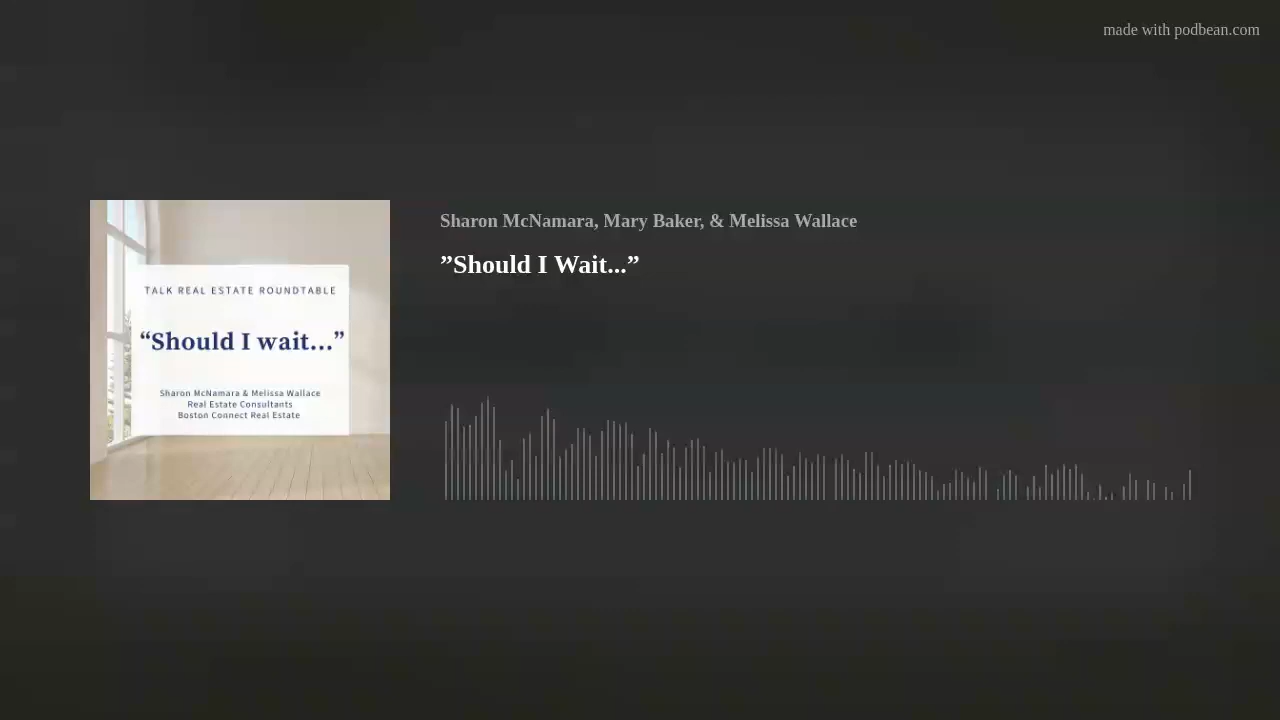 made with podbean.com
Sharon McNamara, Mary Baker, & Melissa Wallace
”Should I Wait...”
TALK REAL ESTATE ROUNDTABLE
“Should I wait...”
Sharon McNamara & Melissa Wallace
Real Estate Consultants
Boston Connect Real Estate